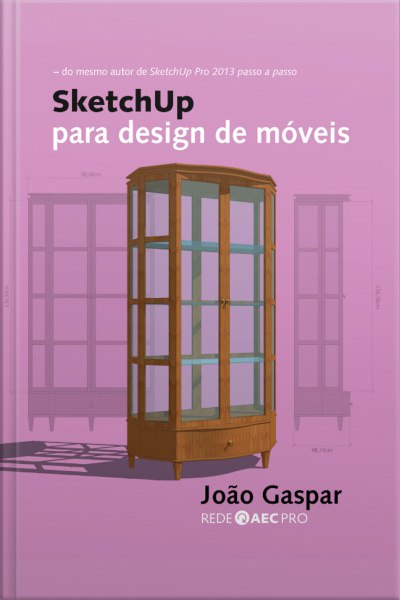 – do mesmo autor de SketchUp Pro 2013 passo a passo
SketchUp
para design de móveis
João Gaspar
REDE AEC PRO